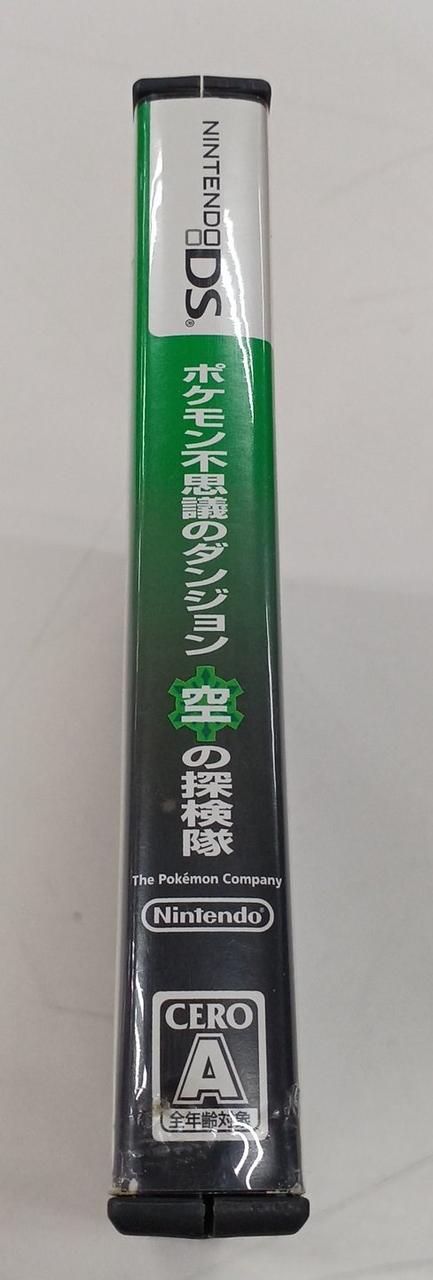 NINTENDO DS®
ポケモン不思議のダンジョン 空の探検隊
The Pokémon Company
Nintendo®
CERO
A
全年齢対象